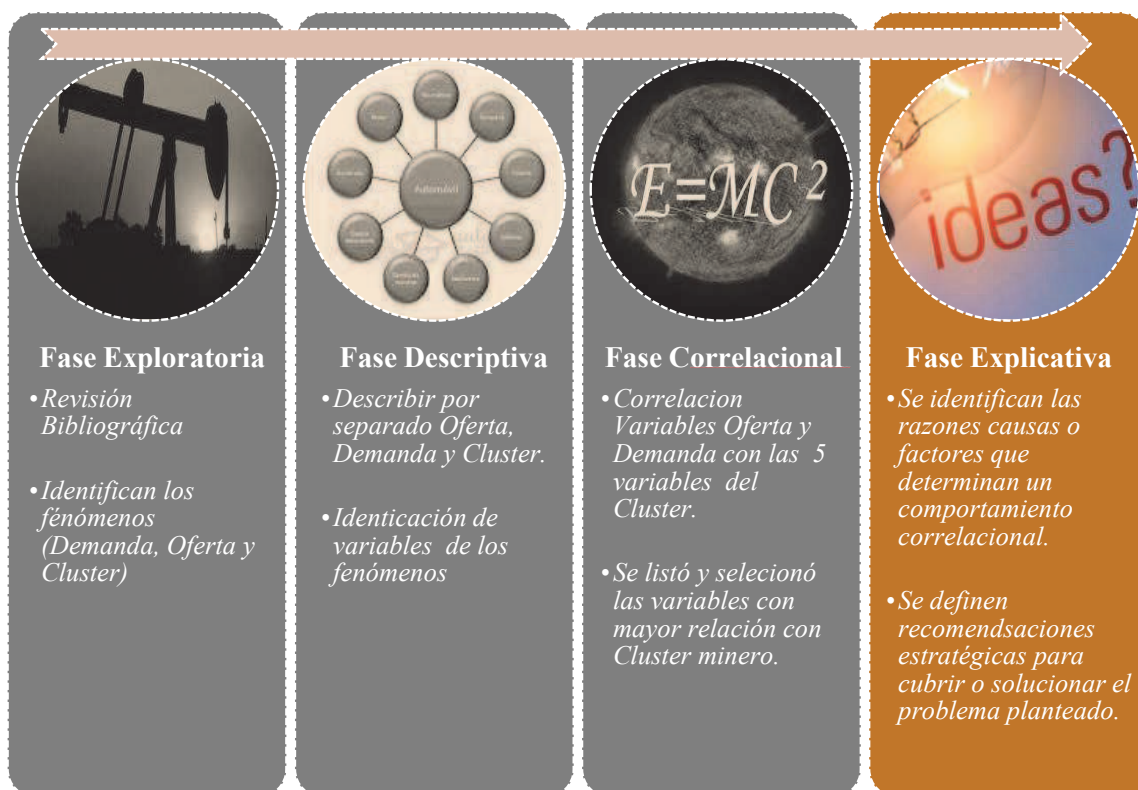 Automóvil
E=MC²
ideas?
Fase Exploratoria
•Revisión
Bibliográfica
•Identifican los
fénómenos
(Demanda, Oferta y
Cluster)
Fase Descriptiva
•Describir por
separado Oferta,
Demanda y Cluster.
•Identicación de
variables de los
fenómenos
Fase Correlacional
•Correlacion
Variables Oferta y
Demanda con las 5
variables del
Cluster.
•Se listó y selecionó
las variables con
mayor relación con
Cluster minero.
Fase Explicativa
•Se identifican las
razones causas o
factores que
determinan un
comportamiento
correlacional.
•Se definen
recomendsaciones
estratégicas para
cubrir o solucionar el
problema planteado.